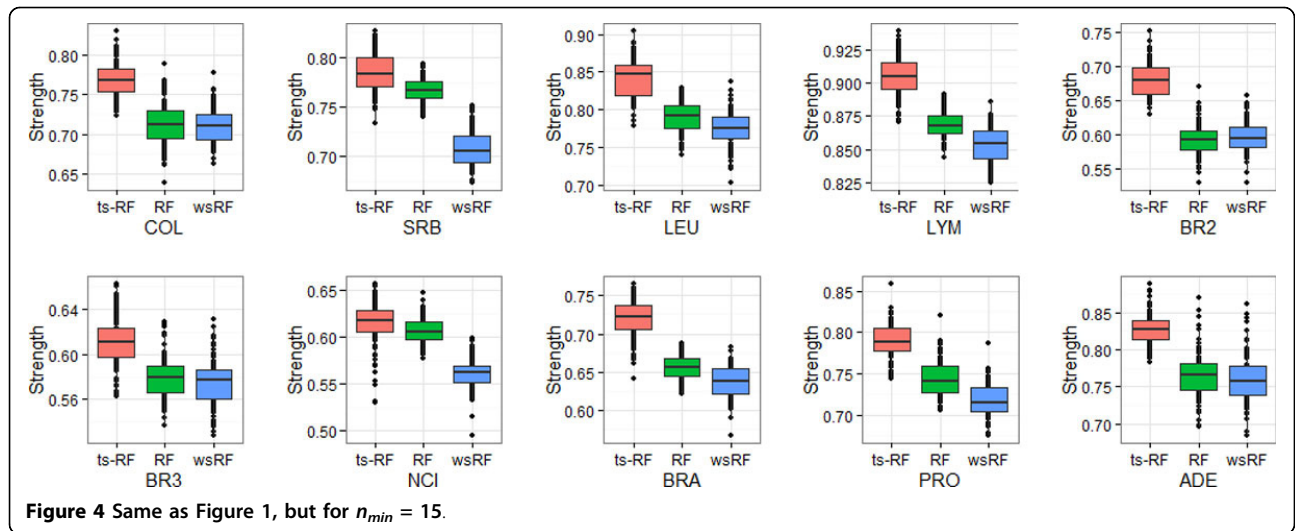 Strength
0.80
0.75
0.70
0.65
ts-RF RF wsRF
COL
Strength
0.80
0.75
0.70
ts-RF RF wsRF
SRB
Strength
0.90
0.85
0.80
0.75
0.70
ts-RF RF wsRF
LEU
Strength
0.925
0.900
0.875
0.850
0.825
ts-RF RF wsRF
LYM
Strength
0.75
0.70
0.65
0.60
0.55
ts-RF RF wsRF
BR2
Strength
0.64
0.60
0.56
ts-RF RF wsRF
BR3
Strength
0.65
0.60
0.55
0.50
ts-RF RF wsRF
NCI
Strength
0.75
0.70
0.65
0.60
ts-RF RF wsRF
BRA
Strength
0.85
0.80
0.75
0.70
ts-RF RF wsRF
PRO
Strength
0.85
0.80
0.75
0.70
ts-RF RF wsRF
ADE
Figure 4 Same as Figure 1, but for nmin = 15.